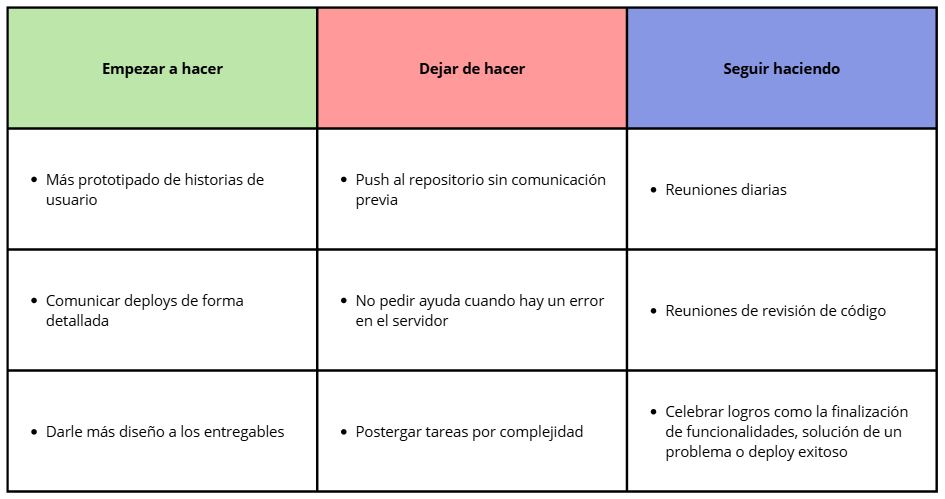 Empezar a hacer
Dejar de hacer
Seguir haciendo
• Más prototipado de historias de
usuario
• Push al repositorio sin comunicación
previa
• Reuniones diarias
• Comunicar deploys de forma
detallada
• No pedir ayuda cuando hay un error
en el servidor
• Reuniones de revisión de código
• Darle más diseño a los entregables
• Postergar tareas por complejidad
• Celebrar logros como la finalización
de funcionalidades, solución de un
problema o deploy exitoso